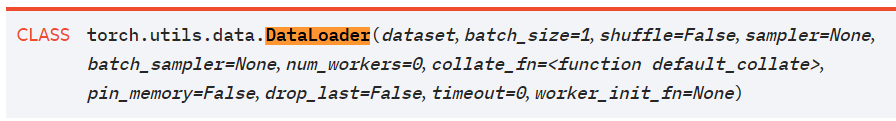 CLASS torch.utils.data.DataLoader(dataset, batch_size=1, shuffle=False, sampler=None,
batch_sampler=None, num_workers=0, collate_fn=<function default_collate>,
pin_memory=False, drop_last=False, timeout=0, worker_init_fn=None)